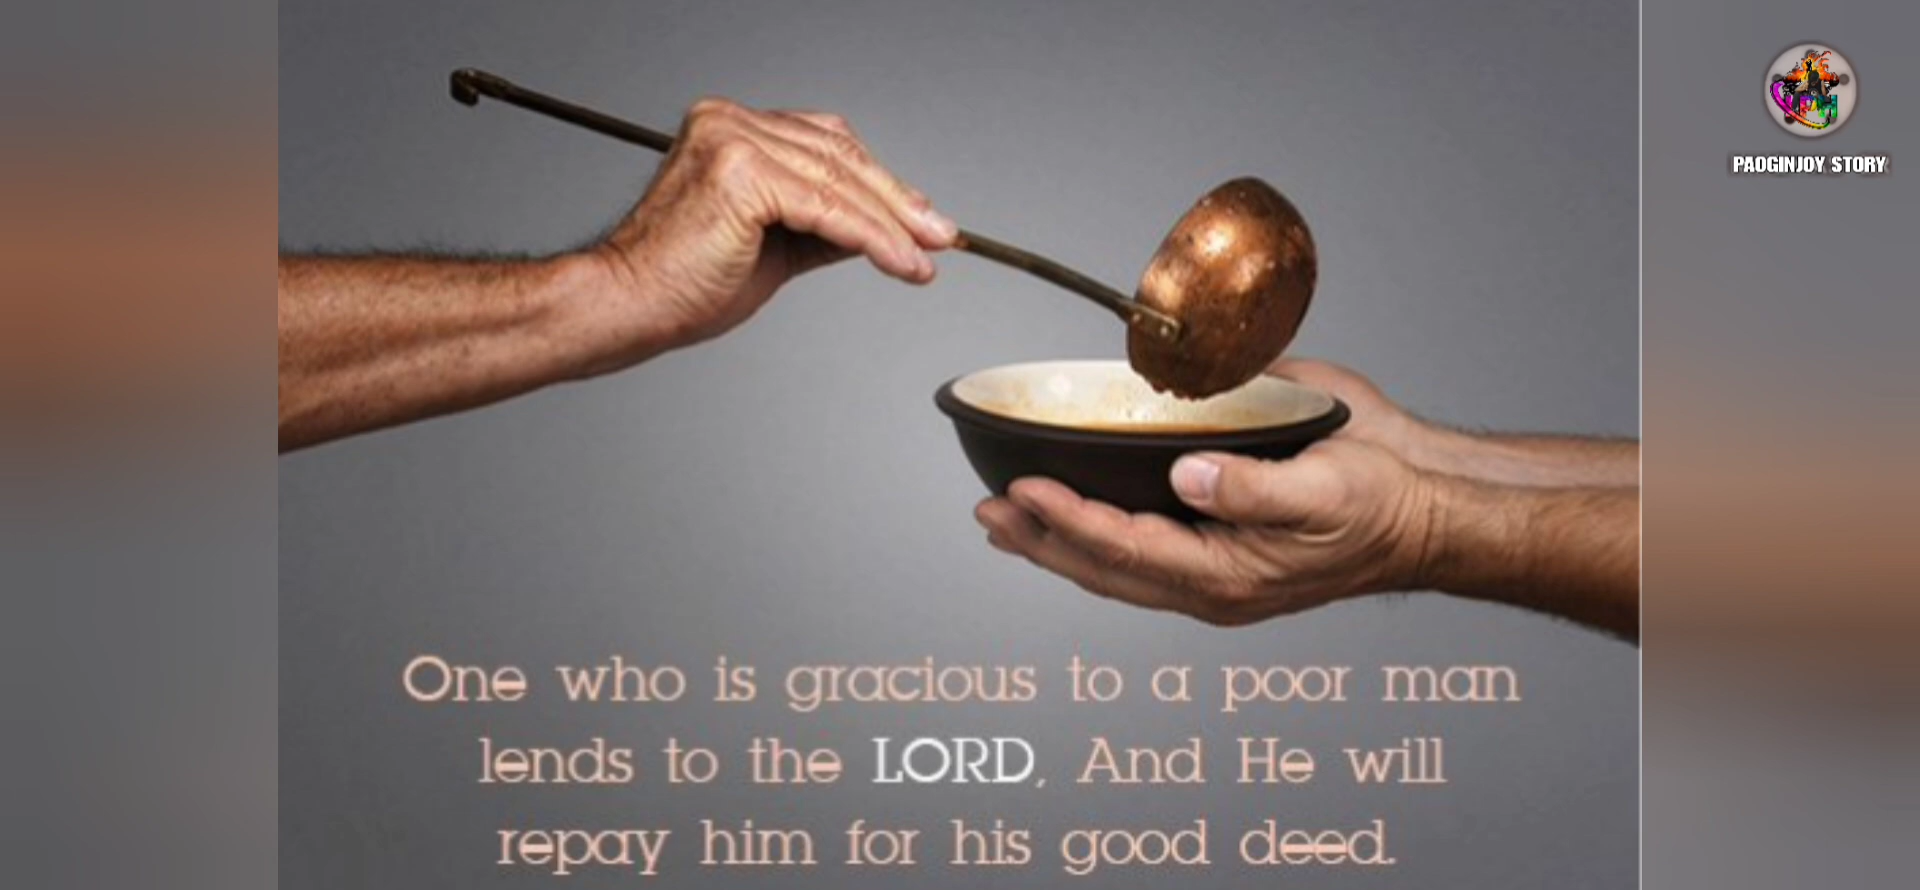 PAOGINJOY STORY
One who is gracious to a poor man
lends to the LORD, And He will
repay him for his good deed.